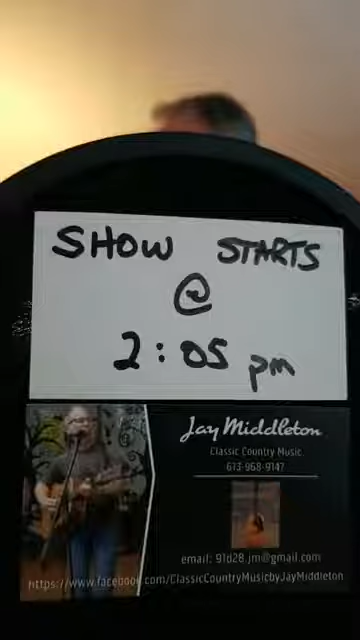 SHOW STARTS
@
2:05 pm
Jay Middleton
Classic Country Music
613-968-9147
email: 91d28.jm@gmail.com
https://www.facebook.com/ClassicCountryMusicbyJayMiddleton